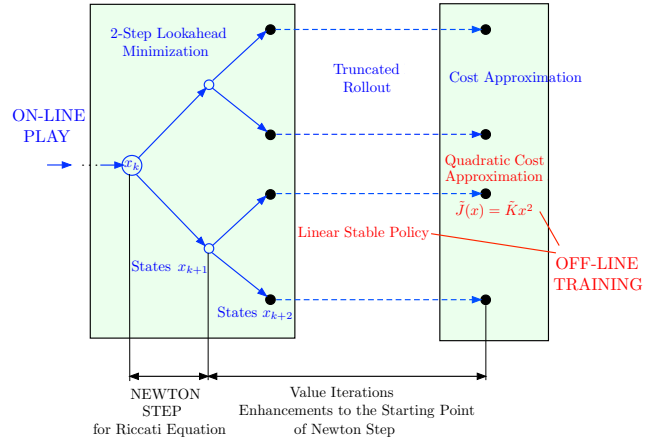 2-Step Lookahead
Minimization
Truncated
Rollout
Cost Approximation
ON-LINE
PLAY
x_k
Quadratic Cost
Approximation
J̃(x) = K̃x²
Linear Stable Policy
States x_{k+1}
OFF-LINE
TRAINING
States x_{k+2}
NEWTON
STEP
for Riccati Equation
Value Iterations
Enhancements to the Starting Point
of Newton Step